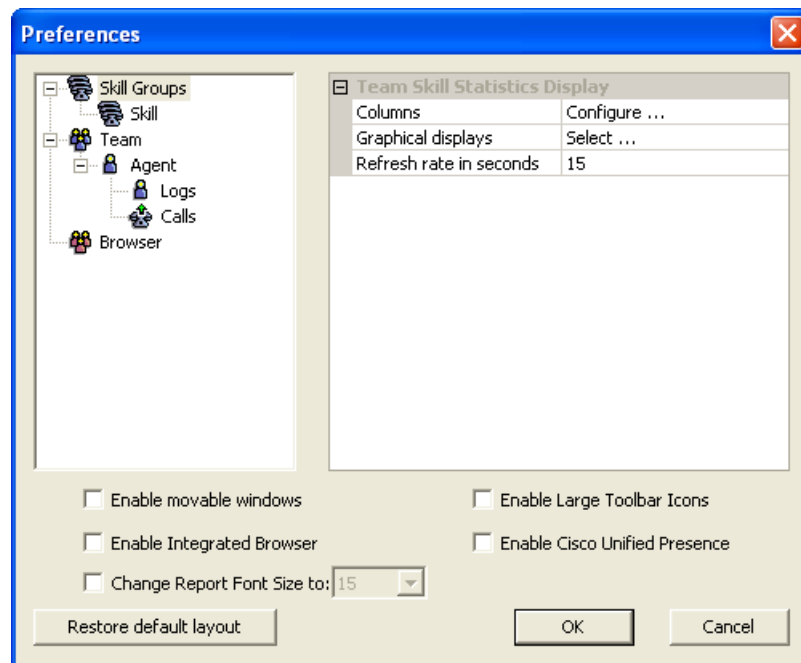 Preferences
Skill Groups
Skill
Team
Agent
Logs
Calls
Browser
Team Skill Statistics Display
Columns Configure ...
Graphical displays Select ...
Refresh rate in seconds 15
Enable movable windows Enable Large Toolbar Icons
Enable Integrated Browser Enable Cisco Unified Presence
Change Report Font Size to: 15
Restore default layout OK Cancel